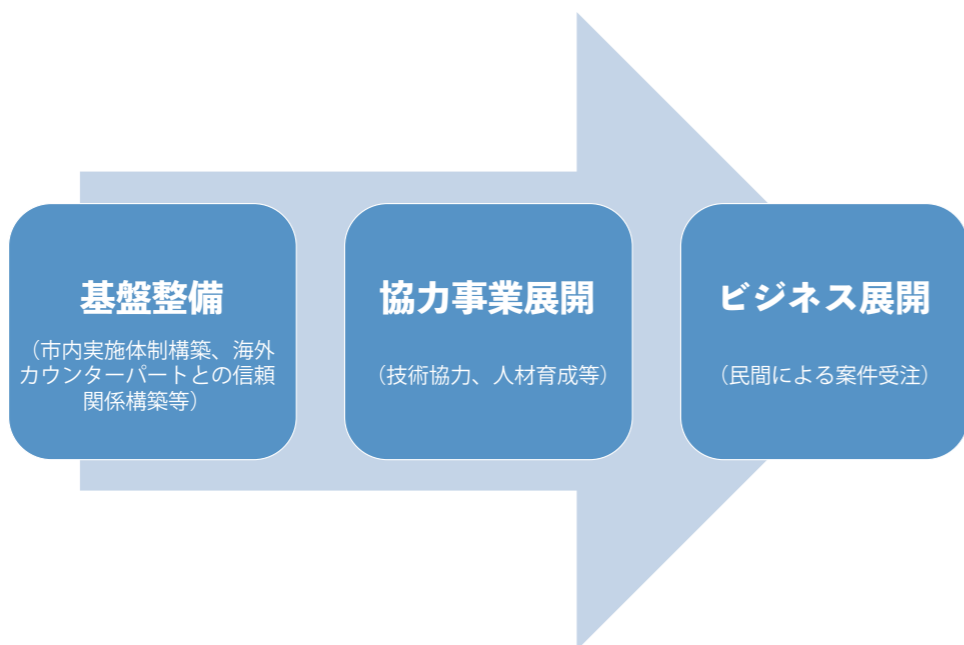 基盤整備
（市内実施体制構築、海外
カウンターパートとの信頼
関係構築等）
協力事業展開
（技術協力、人材育成等）
ビジネス展開
（民間による案件受注）